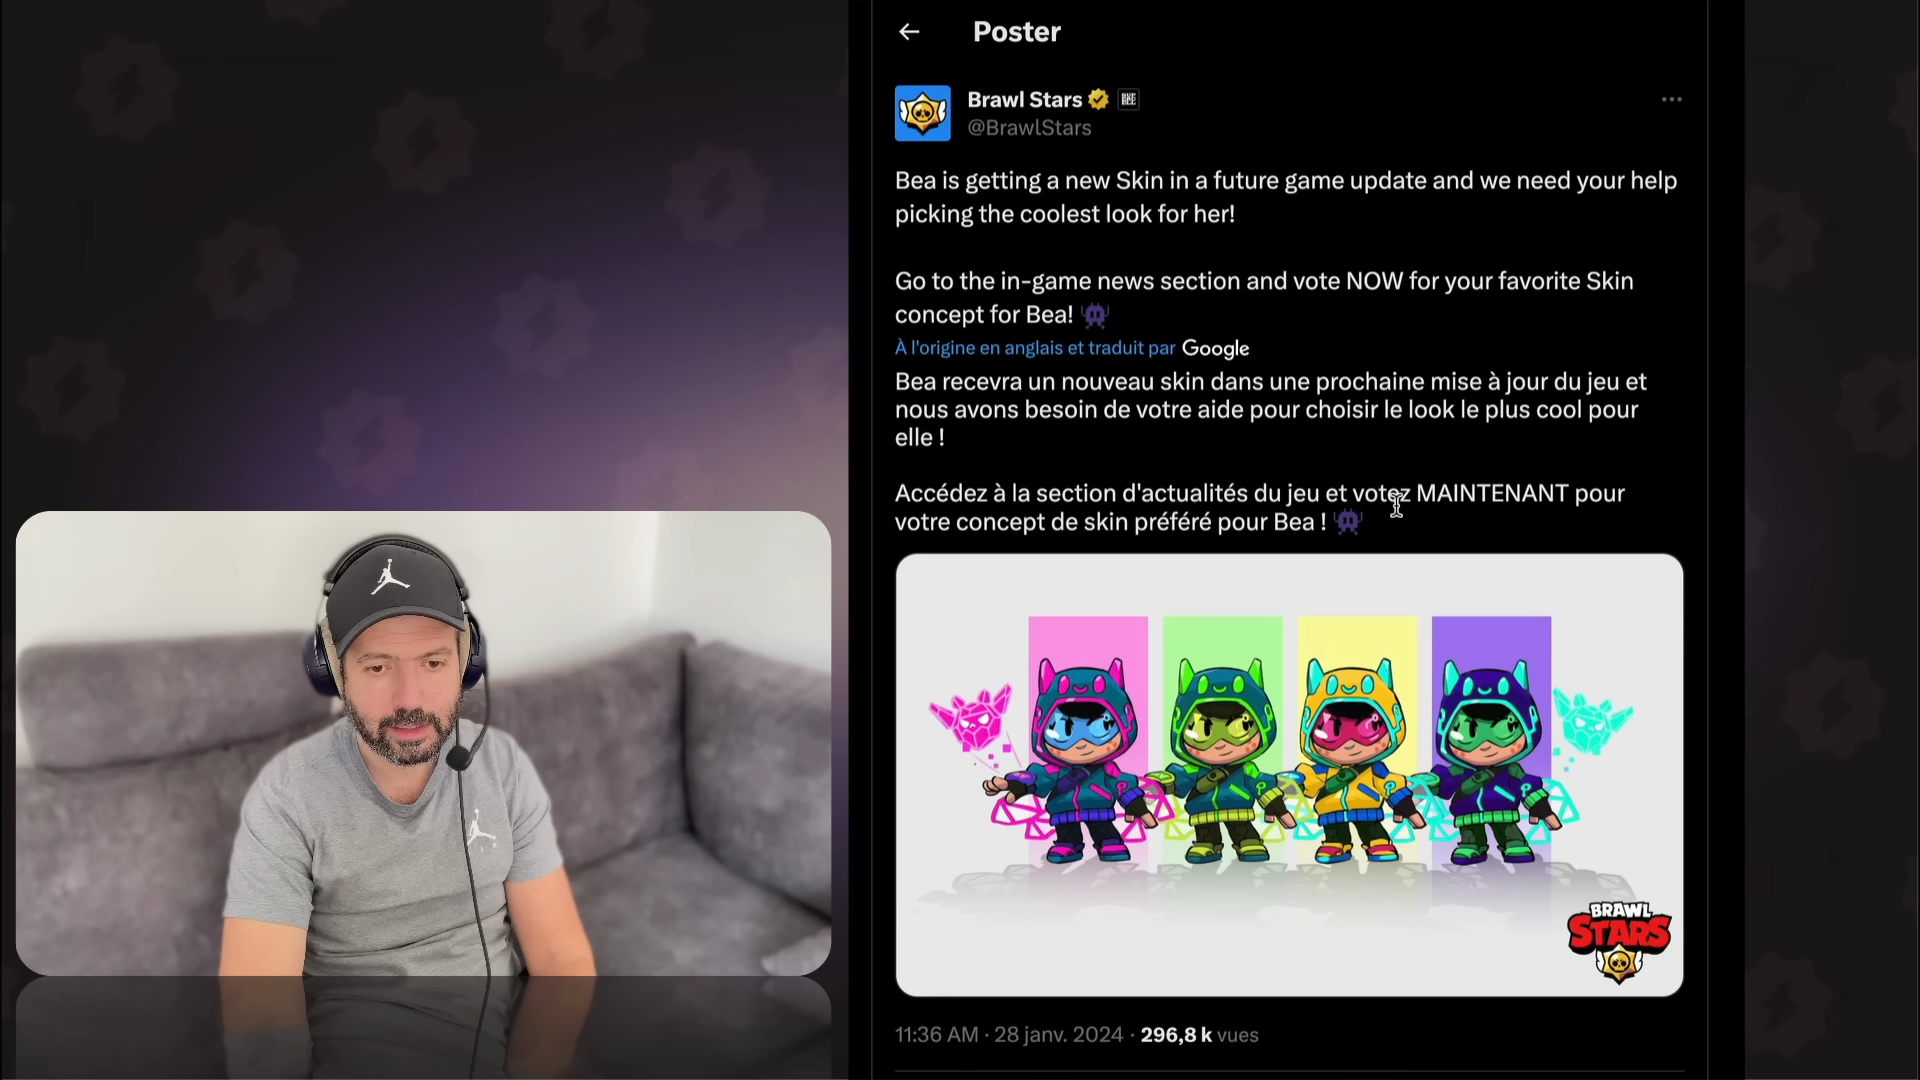 Poster
Brawl Stars
@BrawlStars
Bea is getting a new Skin in a future game update and we need your help
picking the coolest look for her!
Go to the in-game news section and vote NOW for your favorite Skin
concept for Bea!
À l'origine en anglais et traduit par Google
Bea recevra un nouveau skin dans une prochaine mise à jour du jeu et
nous avons besoin de votre aide pour choisir le look le plus cool pour
elle !
Accédez à la section d'actualités du jeu et votez MAINTENANT pour
votre concept de skin préféré pour Bea !
BRAWL
STARS
11:36 AM · 28 janv. 2024 · 296,8 k vues